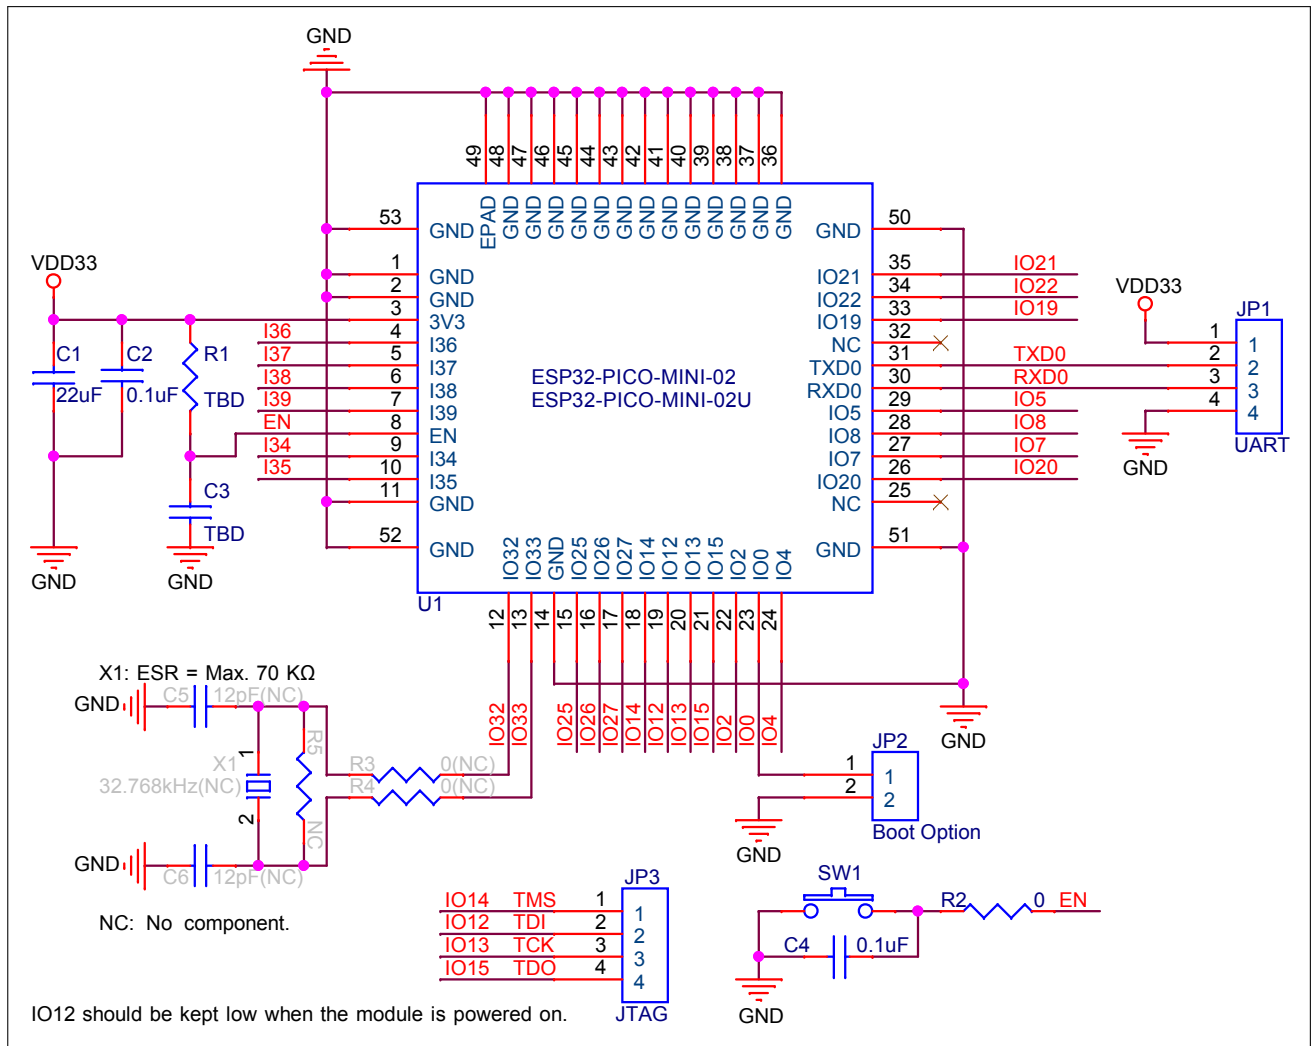 GND
49 48 47 46 45 44 43 42 41 40 39 38 37 36
EPAD GND GND GND GND GND GND GND GND GND GND GND GND GND
53 GND
1 GND
2 GND
3 3V3
I36 4 I36
I37 5 I37
I38 6 I38
I39 7 I39
EN 8 EN
I34 9 I34
I35 10 I35
11 GND
52 GND
VDD33
C1
22uF
C2
0.1uF
R1
TBD
C3
TBD
GND
GND
ESP32-PICO-MINI-02
ESP32-PICO-MINI-02U
U1
GND 50
IO21 35 IO21
IO22 34 IO22
IO19 33 IO19
NC 32
TXD0 31 TXD0
RXD0 30 RXD0
IO5 29 IO5
IO8 28 IO8
IO7 27 IO7
IO20 26 IO20
NC 25
GND 51
VDD33
JP1
1 1
2 2
3 3
4 4
UART
GND
IO32 IO33 GND IO25 IO26 IO27 IO14 IO12 IO13 IO15 IO2 IO0 IO4
12 13 14 15 16 17 18 19 20 21 22 23 24
IO32 IO33 IO25 IO26 IO27 IO14 IO12 IO13 IO15 IO2 IO0 IO4
GND
X1: ESR = Max. 70 KΩ
GND C5 12pF(NC)
X1
32.768kHz(NC)
1
2
R5
NC
R3 0(NC)
R4 0(NC)
GND C6 12pF(NC)
NC: No component.
JP2
1 1
2 2
Boot Option
GND
JP3
IO14 TMS 1 1
IO12 TDI 2 2
IO13 TCK 3 3
IO15 TDO 4 4
JTAG
SW1
R2 0 EN
C4 0.1uF
GND
IO12 should be kept low when the module is powered on.